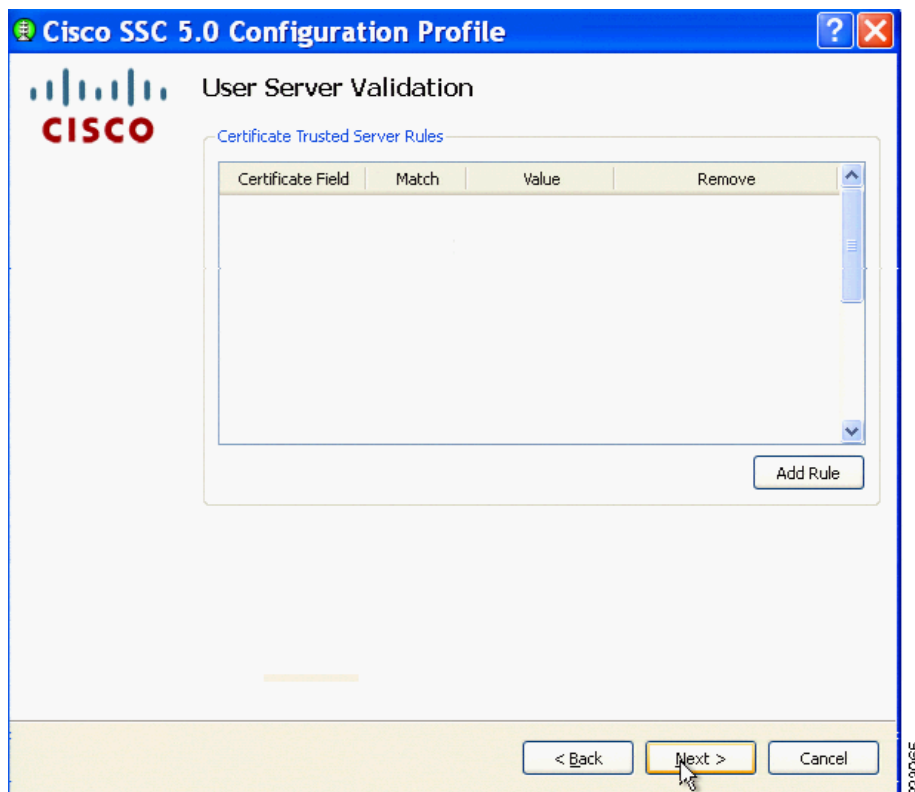 Cisco SSC 5.0 Configuration Profile ?
CISCO
User Server Validation
Certificate Trusted Server Rules
Certificate Field Match Value Remove
Add Rule
< Back Next > Cancel